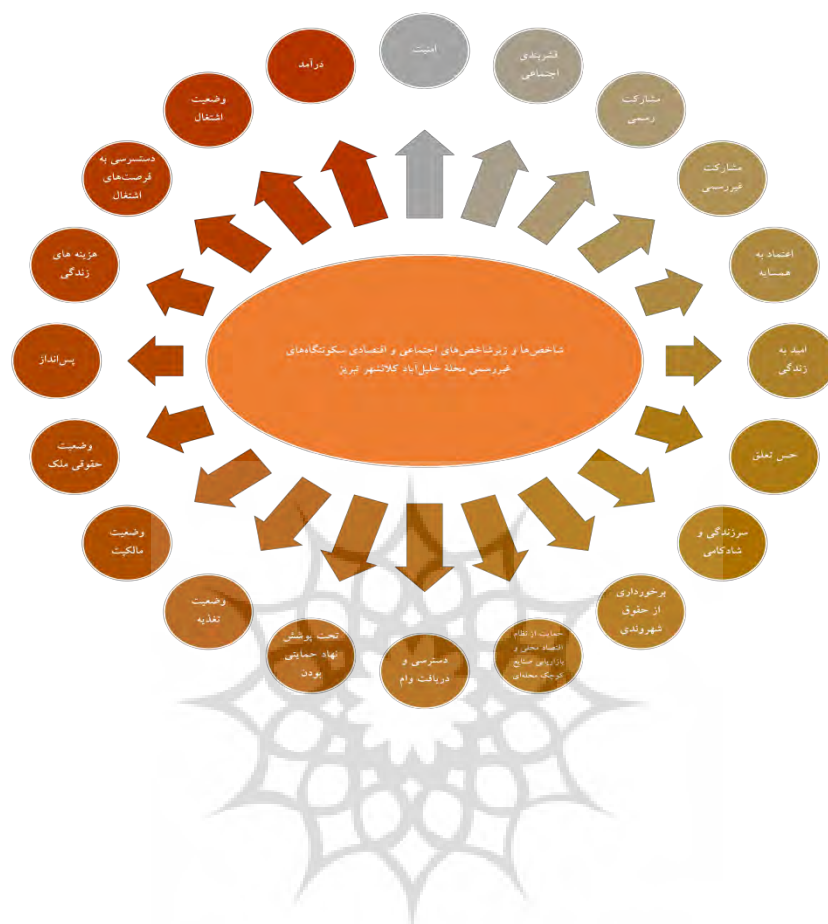 امنیت
قشربندی
اجتماعی
مشارکت
رسمی
مشارکت
غیررسمی
اعتماد به
همسایه
امید به
زندگی
حس تعلق
سرزندگی و
شادکامی
برخورداری
از حقوق
شهروندی
حمایت از نظام
اقتصاد محلی و
بازاریابی صنایع
کوچک محله‌ای
دسترسی و
دریافت وام
تحت پوشش
نهاد حمایتی
بودن
وضعیت
تغذیه
وضعیت
مالکیت
وضعیت
حقوقی ملک
پس‌انداز
هزینه های
زندگی
دستسرسی به
فرصت‌های
اشتغال
وضعیت
اشتغال
درآمد
شاخص‌ها و زیرشاخص‌های اجتماعی و اقتصادی سکونتگاه‌های
غیررسمی محلهٔ خلیل‌آباد کلانشهر تبریز